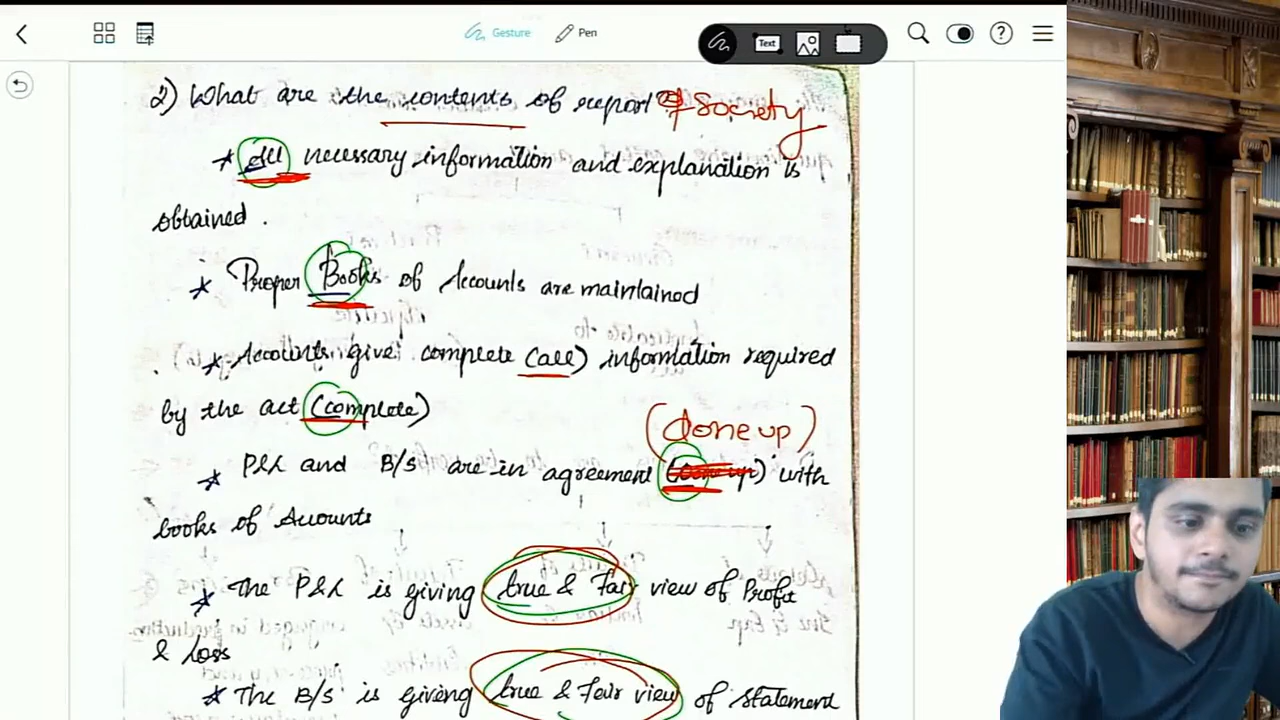 Gesture
Pen
Text
2) What are the contents of report of Society
* All necessary information and explanation is
obtained.
* Proper Books of Accounts are maintained
* Accounts give complete (all) information required
by the act (complete)
(done up)
* P&L and B/S are in agreement with
books of Accounts
* The P&L is giving true & Fair view of Profit
& loss
* The B/S is giving true & Fair view of statement